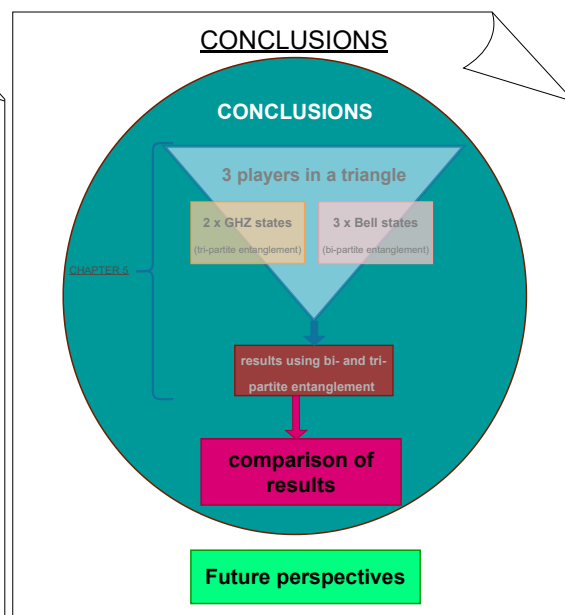 CONCLUSIONS
CONCLUSIONS
3 players in a triangle
2 x GHZ states
(tri-partite entanglement)
3 x Bell states
(bi-partite entanglement)
CHAPTER 5
results using bi- and tri-
partite entanglement
comparison of
results
Future perspectives